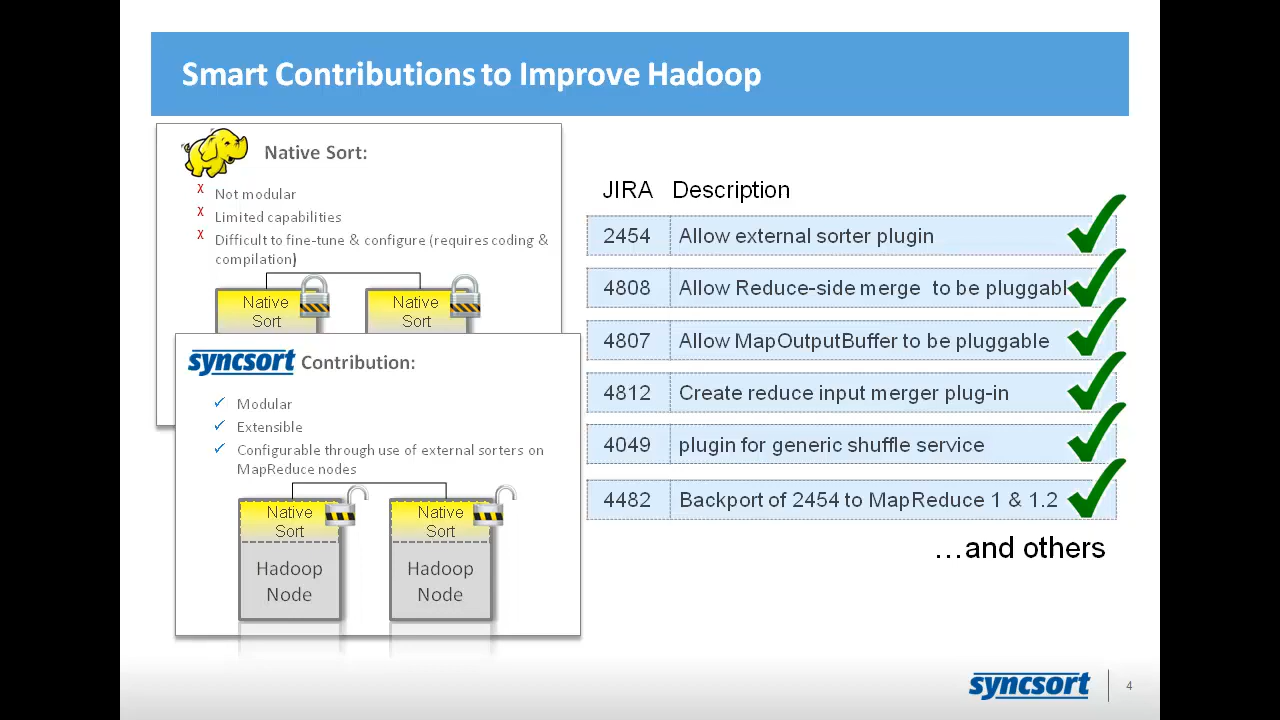 Smart Contributions to Improve Hadoop
Native Sort:
X Not modular
X Limited capabilities
X Difficult to fine-tune & configure (requires coding &
compilation)
Native
Sort
Native
Sort
syncsort Contribution:
✓ Modular
✓ Extensible
✓ Configurable through use of external sorters on
MapReduce nodes
Native
Sort
Hadoop
Node
Native
Sort
Hadoop
Node
JIRA Description
2454 Allow external sorter plugin
4808 Allow Reduce-side merge to be pluggabl
4807 Allow MapOutputBuffer to be pluggable
4812 Create reduce input merger plug-in
4049 plugin for generic shuffle service
4482 Backport of 2454 to MapReduce 1 & 1.2
...and others
syncsort
4